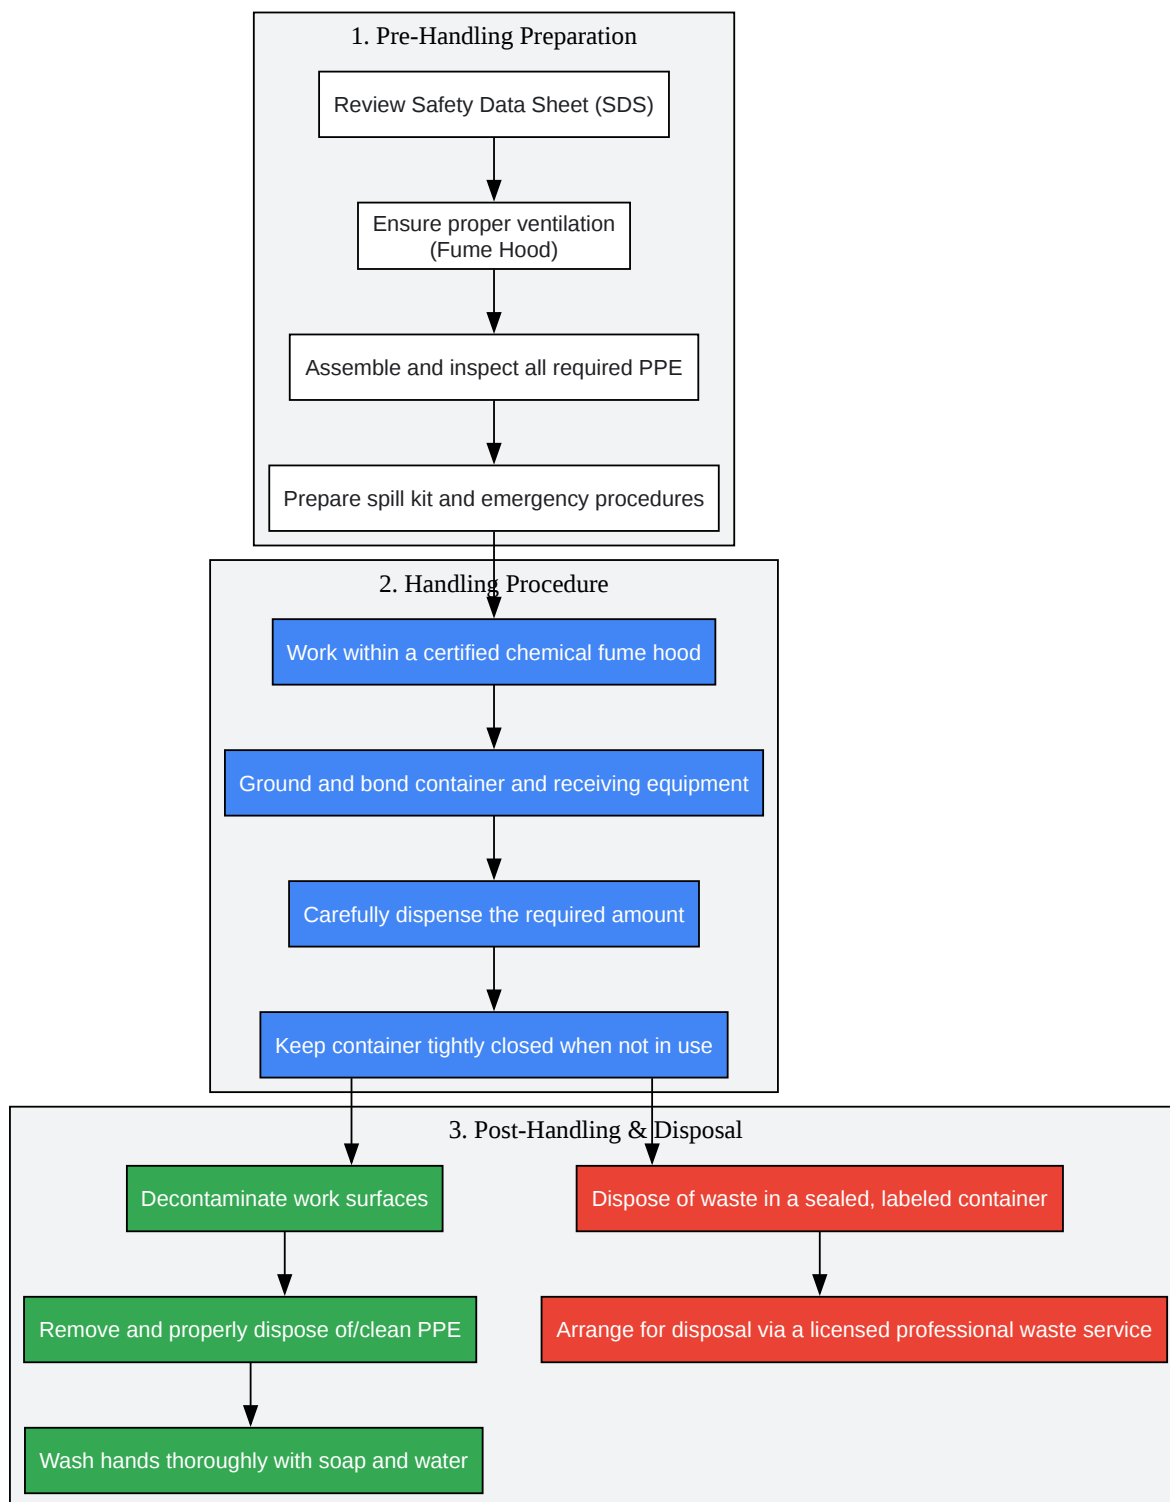 1. Pre-Handling Preparation
Review Safety Data Sheet (SDS)
Ensure proper ventilation
(Fume Hood)
Assemble and inspect all required PPE
Prepare spill kit and emergency procedures
2. Handling Procedure
Work within a certified chemical fume hood
Ground and bond container and receiving equipment
Carefully dispense the required amount
Keep container tightly closed when not in use
3. Post-Handling & Disposal
Decontaminate work surfaces
Remove and properly dispose of/clean PPE
Wash hands thoroughly with soap and water
Dispose of waste in a sealed, labeled container
Arrange for disposal via a licensed professional waste service